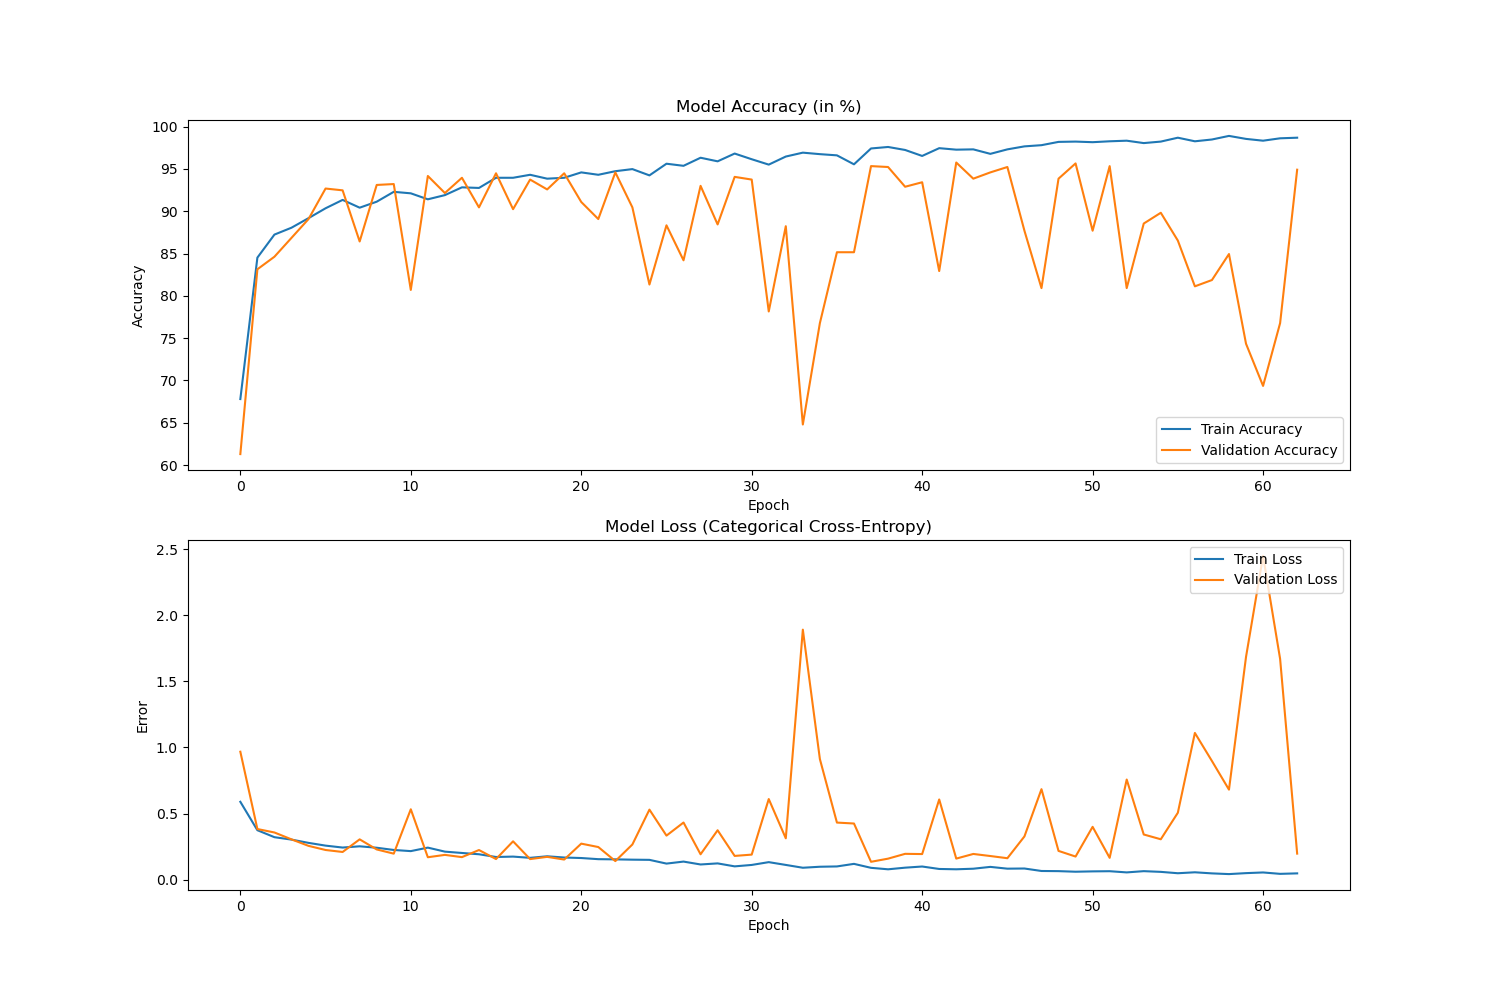 Model Accuracy (in %)
100
95
90
85
80
75
70
65
60
Accuracy
Train Accuracy
Validation Accuracy
0 10 20 30 40 50 60
Epoch
Model Loss (Categorical Cross-Entropy)
2.5
2.0
1.5
1.0
0.5
0.0
Error
Train Loss
Validation Loss
0 10 20 30 40 50 60
Epoch